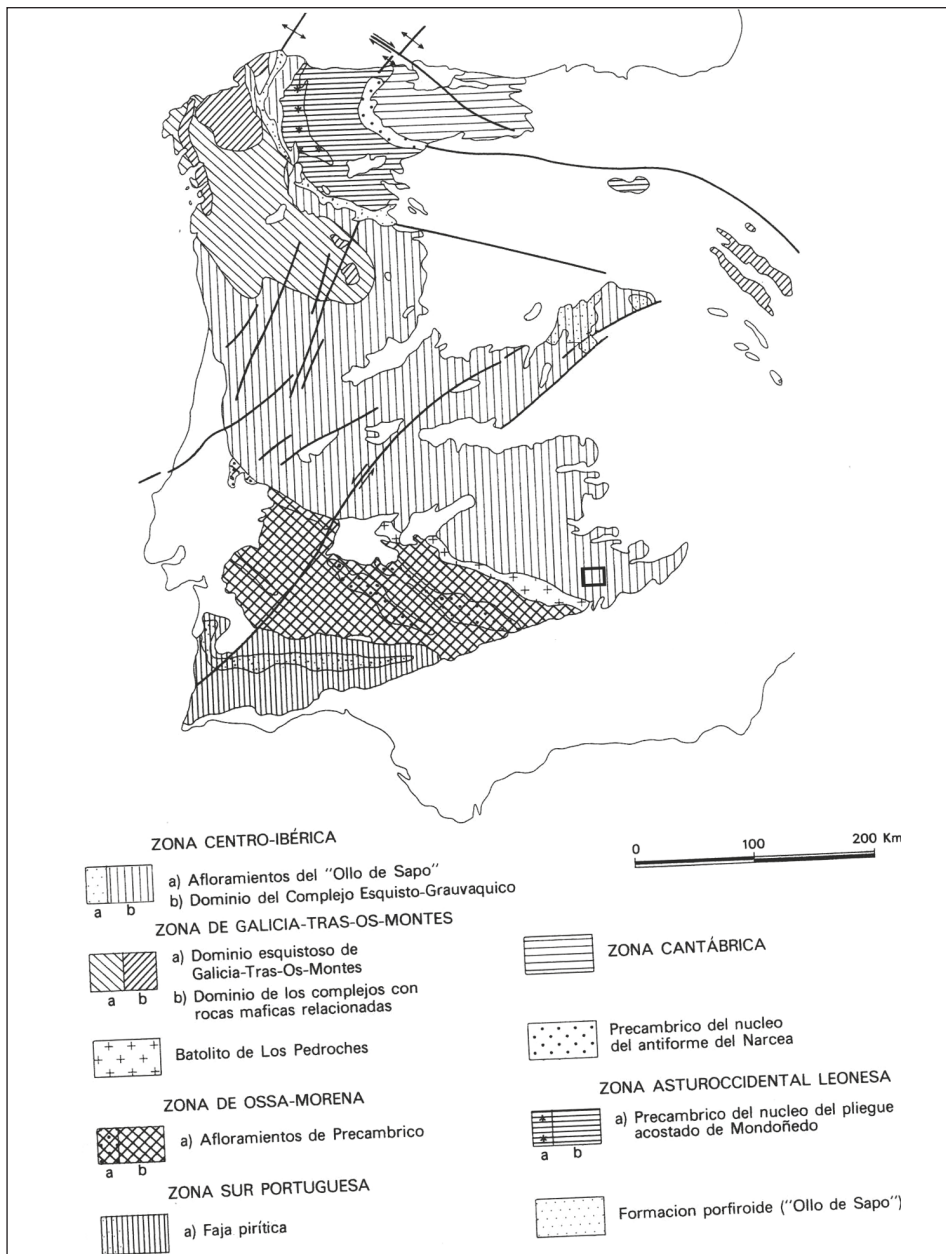 ZONA CENTRO-IBÉRICA
a) Afloramientos del "Ollo de Sapo"
b) Dominio del Complejo Esquisto-Grauvaquico
a b
ZONA DE GALICIA-TRAS-OS-MONTES
a) Dominio esquistoso de
Galicia-Tras-Os-Montes
b) Dominio de los complejos con
rocas maficas relacionadas
a b
Batolito de Los Pedroches
ZONA DE OSSA-MORENA
a) Afloramientos de Precambrico
a b
ZONA SUR PORTUGUESA
a) Faja pirítica
0 100 200 Km
ZONA CANTÁBRICA
Precambrico del nucleo
del antiforme del Narcea
ZONA ASTUROCCIDENTAL LEONESA
a) Precambrico del nucleo del pliegue
acostado de Mondoñedo
a b
Formacion porfiroide ("Ollo de Sapo")